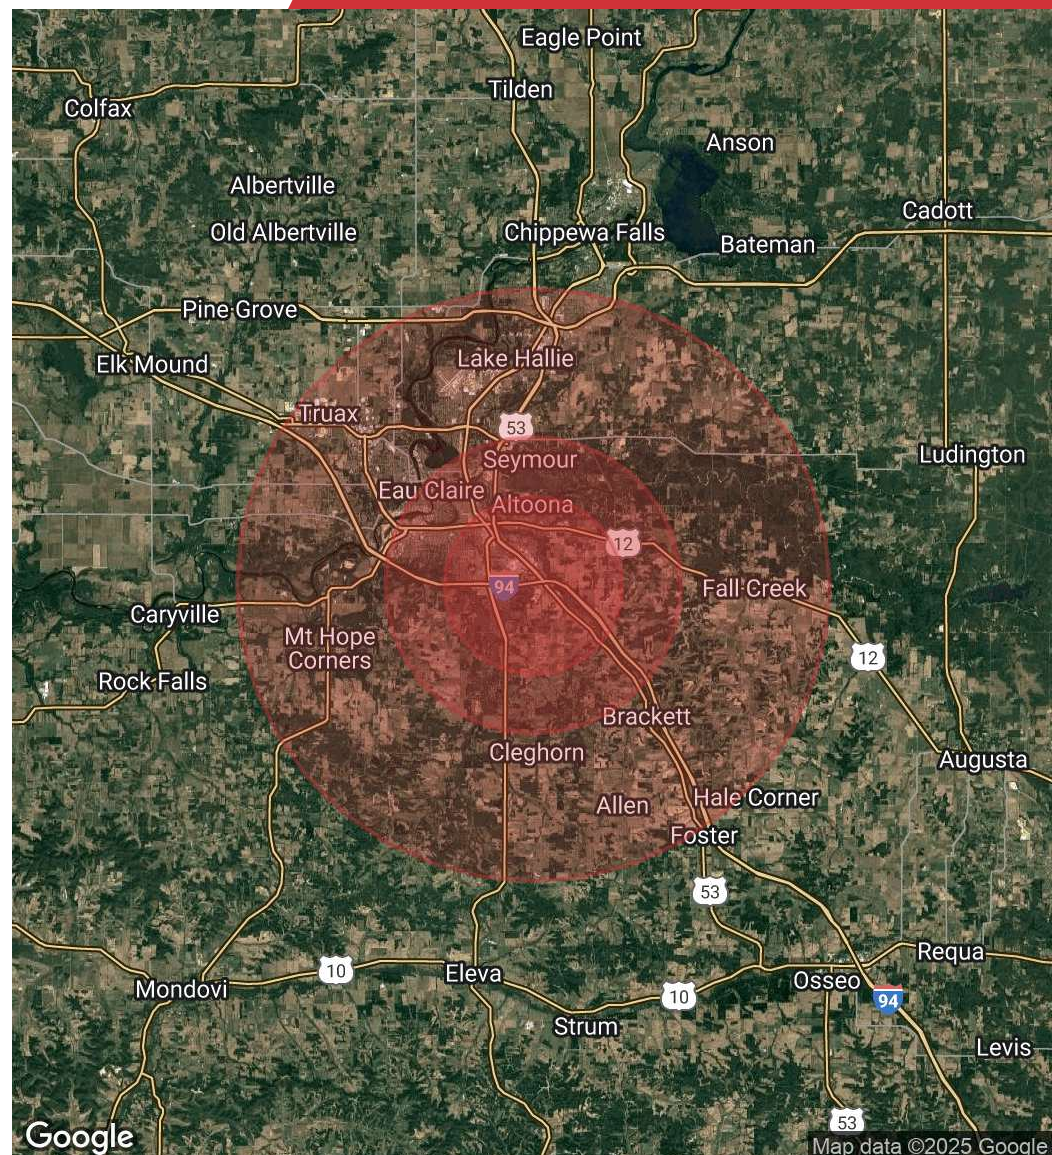 Eagle Point
Tilden
Colfax
Anson
Albertville
Cadott
Old Albertville
Chippewa Falls
Bateman
Pine Grove
Lake Hallie
Elk Mound
Truax
53
Seymour
Ludington
Eau Claire
Altoona
12
94
Fall Creek
Caryville
Mt Hope
Corners
12
Rock Falls
Brackett
Cleghorn
Augusta
Allen
Hale Corner
Foster
53
Requa
10
Eleva
Mondovi
Osseo
10
94
Strum
Levis
53
Google
Map data ©2025 Google